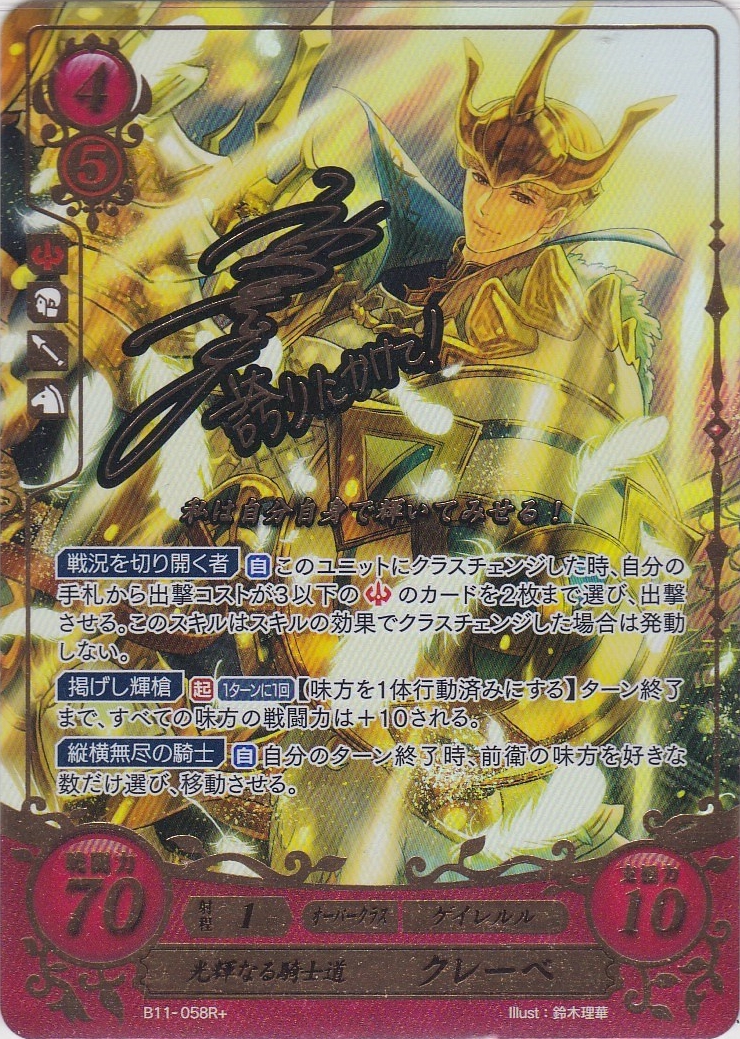 4
5
誇りにかけて!
私は自分自身で輝いてみせる!
戦況を切り開く者 自 このユニットにクラスチェンジした時、自分の
手札から出撃コストが3以下の のカードを2枚まで選び、出撃
させる。このスキルはスキルの効果でクラスチェンジした場合は発動
しない。
掲げし輝槍 起 1ターンに1回 【味方を1体行動済みにする】ターン終了
まで、すべての味方の戦闘力は+10される。
縦横無尽の騎士 自 自分のターン終了時、前衛の味方を好きな
数だけ選び、移動させる。
戦闘力 70
射程 1 オーバークラス ゲイレルル
支援力 10
光輝なる騎士道 クレーベ
B11-058R+ Illust:鈴木理華